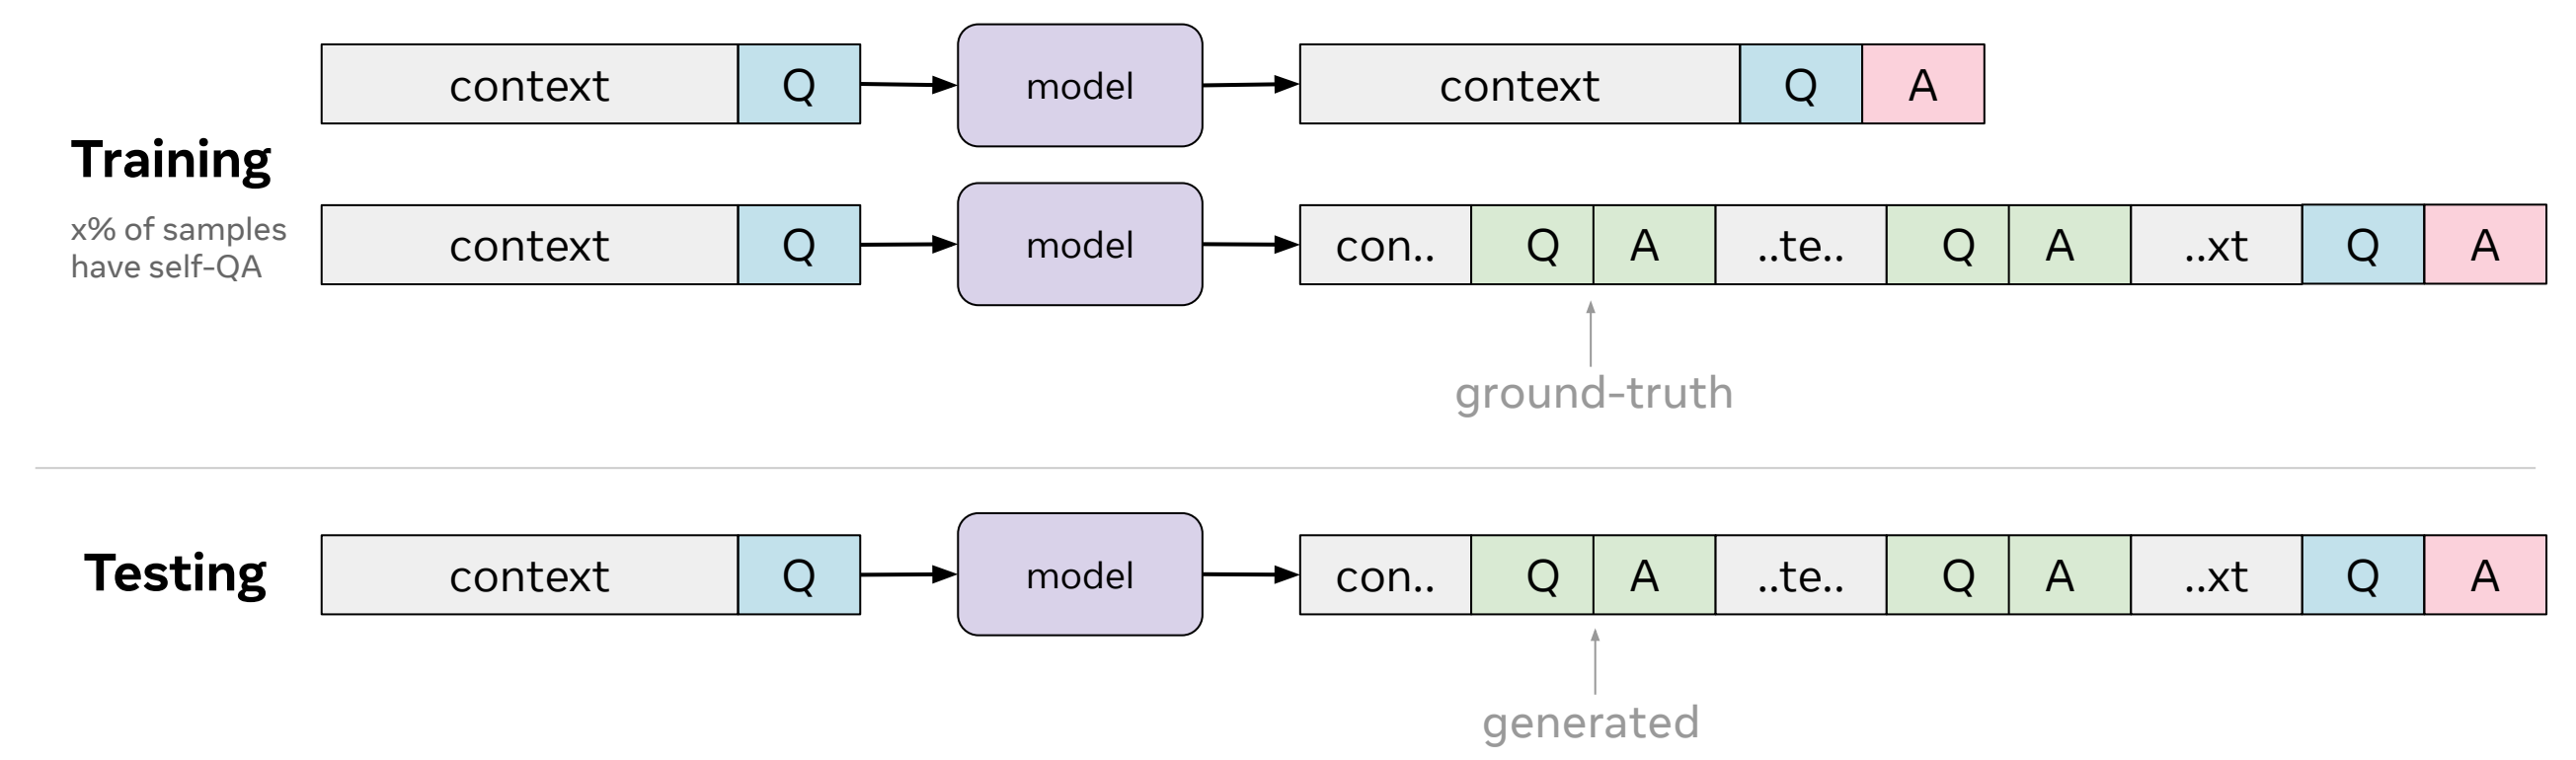 context Q model context Q A
Training
x% of samples
have self-QA
context Q model con.. Q A ..te.. Q A ..xt Q A
ground-truth
Testing
context Q model con.. Q A ..te.. Q A ..xt Q A
generated